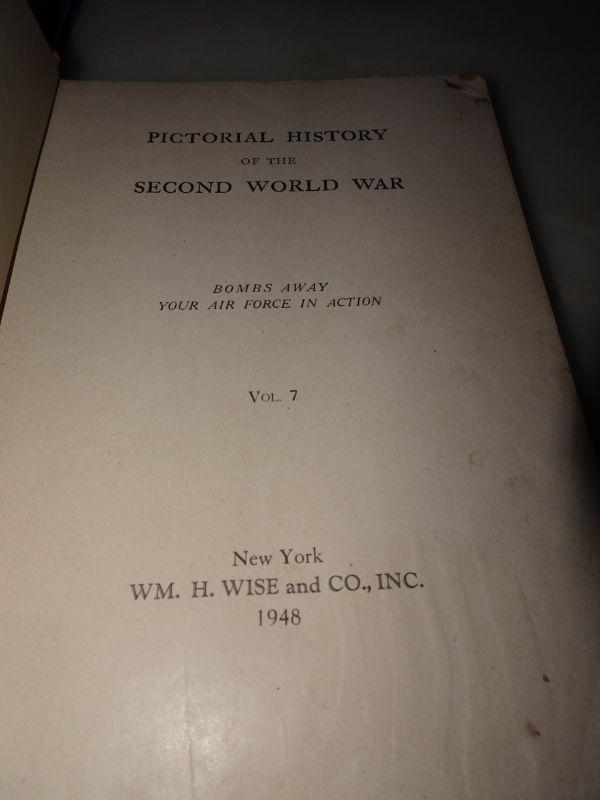 PICTORIAL HISTORY
OF THE
SECOND WORLD WAR
BOMBS AWAY
YOUR AIR FORCE IN ACTION
VOL. 7
New York
WM. H. WISE and CO., INC.
1948